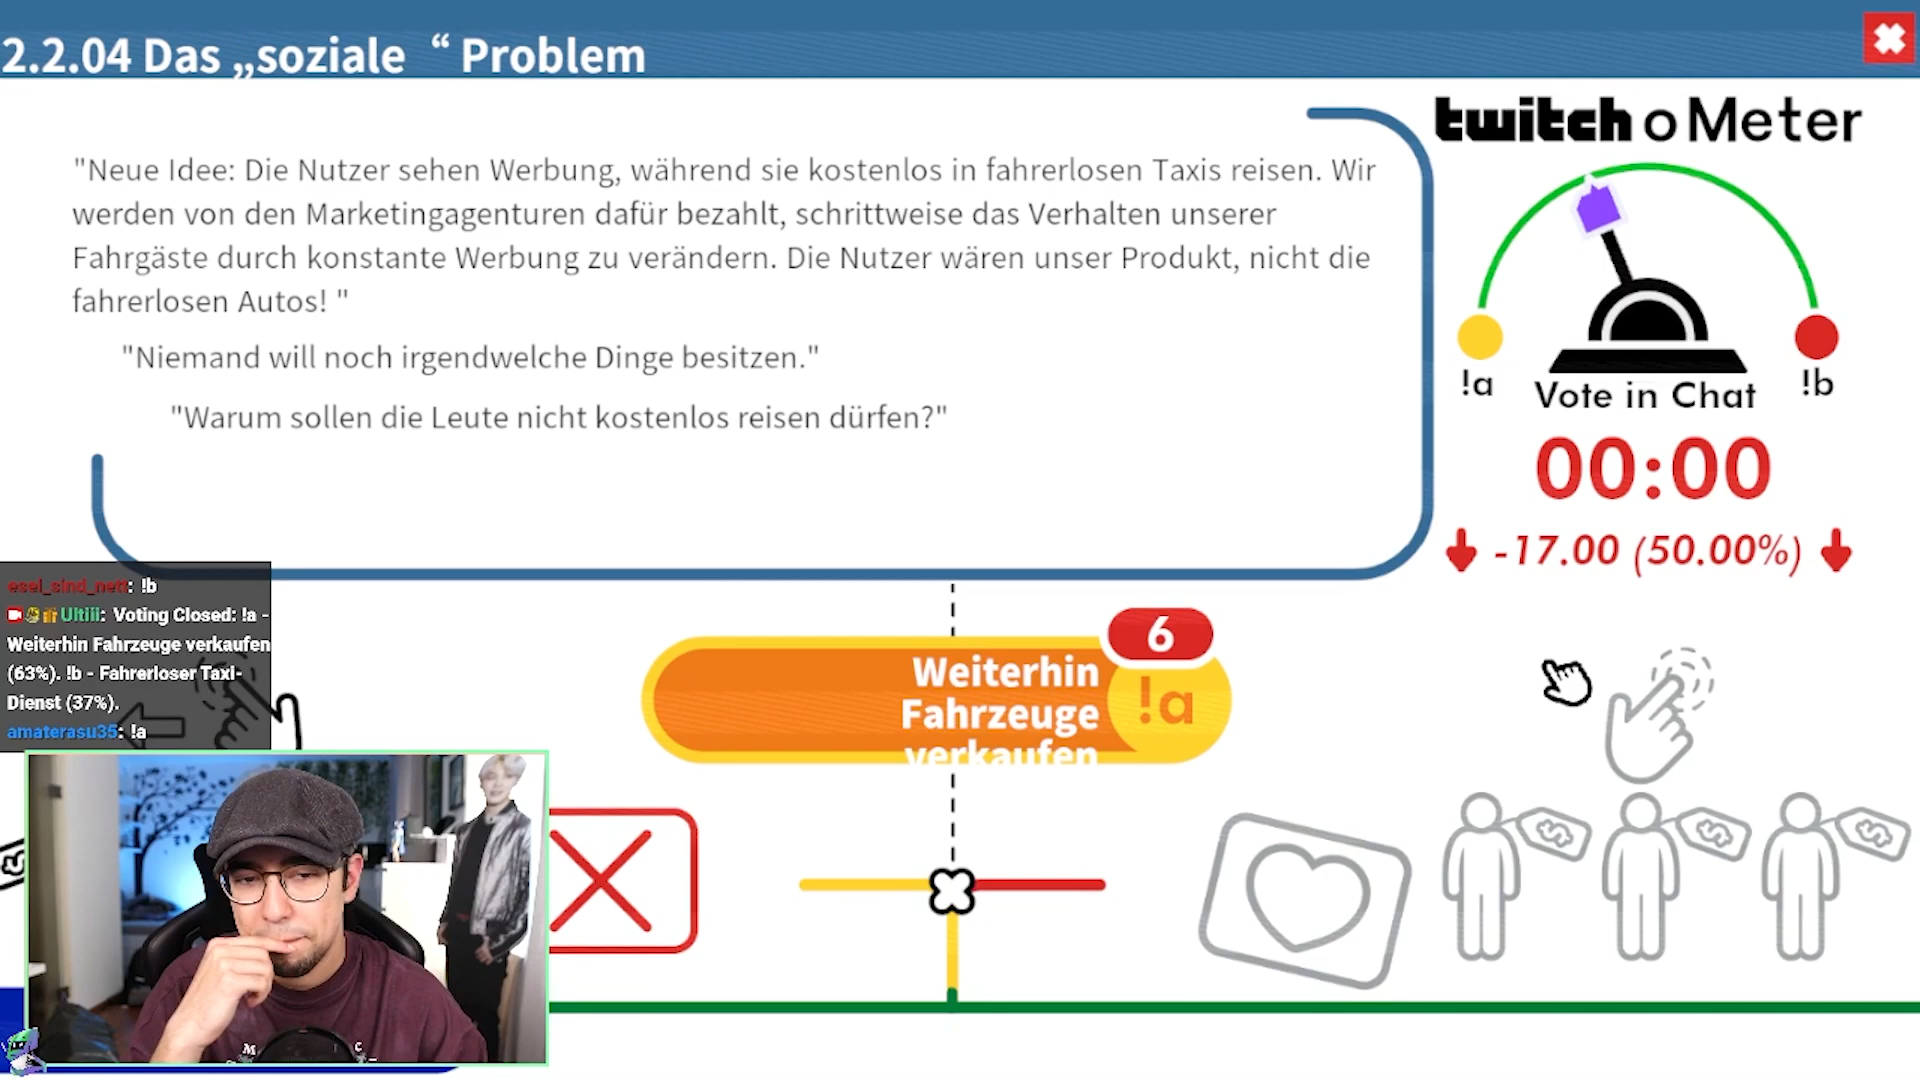 2.2.04 Das „soziale “ Problem
twitch o Meter
"Neue Idee: Die Nutzer sehen Werbung, während sie kostenlos in fahrerlosen Taxis reisen. Wir
werden von den Marketingagenturen dafür bezahlt, schrittweise das Verhalten unserer
Fahrgäste durch konstante Werbung zu verändern. Die Nutzer wären unser Produkt, nicht die
fahrerlosen Autos! "
"Niemand will noch irgendwelche Dinge besitzen."
"Warum sollen die Leute nicht kostenlos reisen dürfen?"
!a
Vote in Chat
!b
00:00
-17.00 (50.00%)
esel_sind_nett: !b
Ultiii: Voting Closed: !a -
Weiterhin Fahrzeuge verkaufen
(63%). !b - Fahrerloser Taxi-
Dienst (37%).
amaterasu35: !a
6
Weiterhin
Fahrzeuge
verkaufen
!a